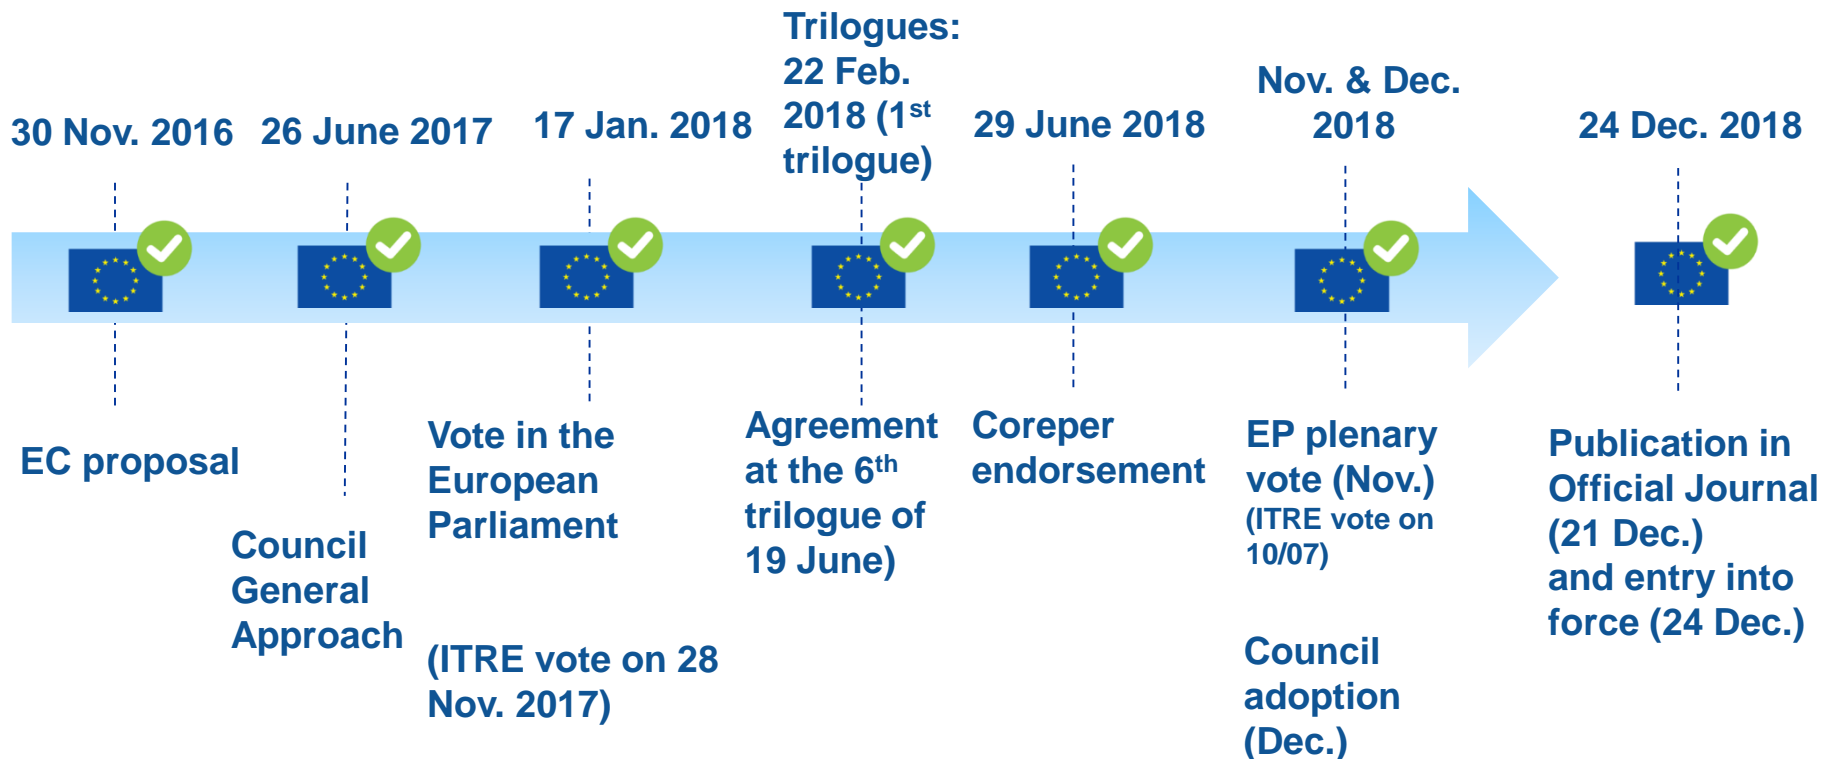 30 Nov. 2016
EC proposal
26 June 2017
Council
General
Approach
17 Jan. 2018
Vote in the
European
Parliament
(ITRE vote on 28
Nov. 2017)
Trilogues:
22 Feb.
2018 (1st
trilogue)
Agreement
at the 6th
trilogue of
19 June)
29 June 2018
Coreper
endorsement
Nov. & Dec.
2018
EP plenary
vote (Nov.)
(ITRE vote on
10/07)
Council
adoption
(Dec.)
24 Dec. 2018
Publication in
Official Journal
(21 Dec.)
and entry into
force (24 Dec.)